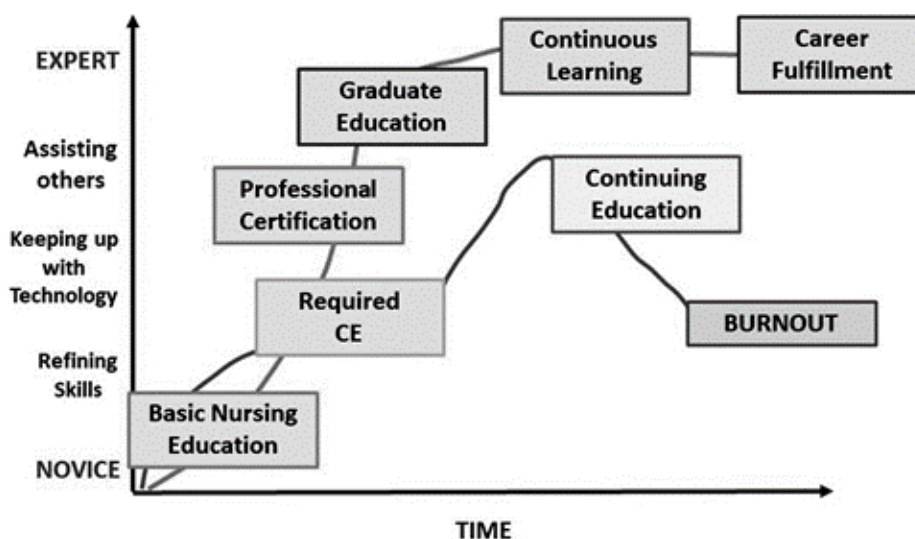 EXPERT
Assisting
others
Keeping up
with
Technology
Refining
Skills
NOVICE
Continuous
Learning
Career
Fulfillment
Graduate
Education
Professional
Certification
Continuing
Education
Required
CE
BURNOUT
Basic Nursing
Education
TIME